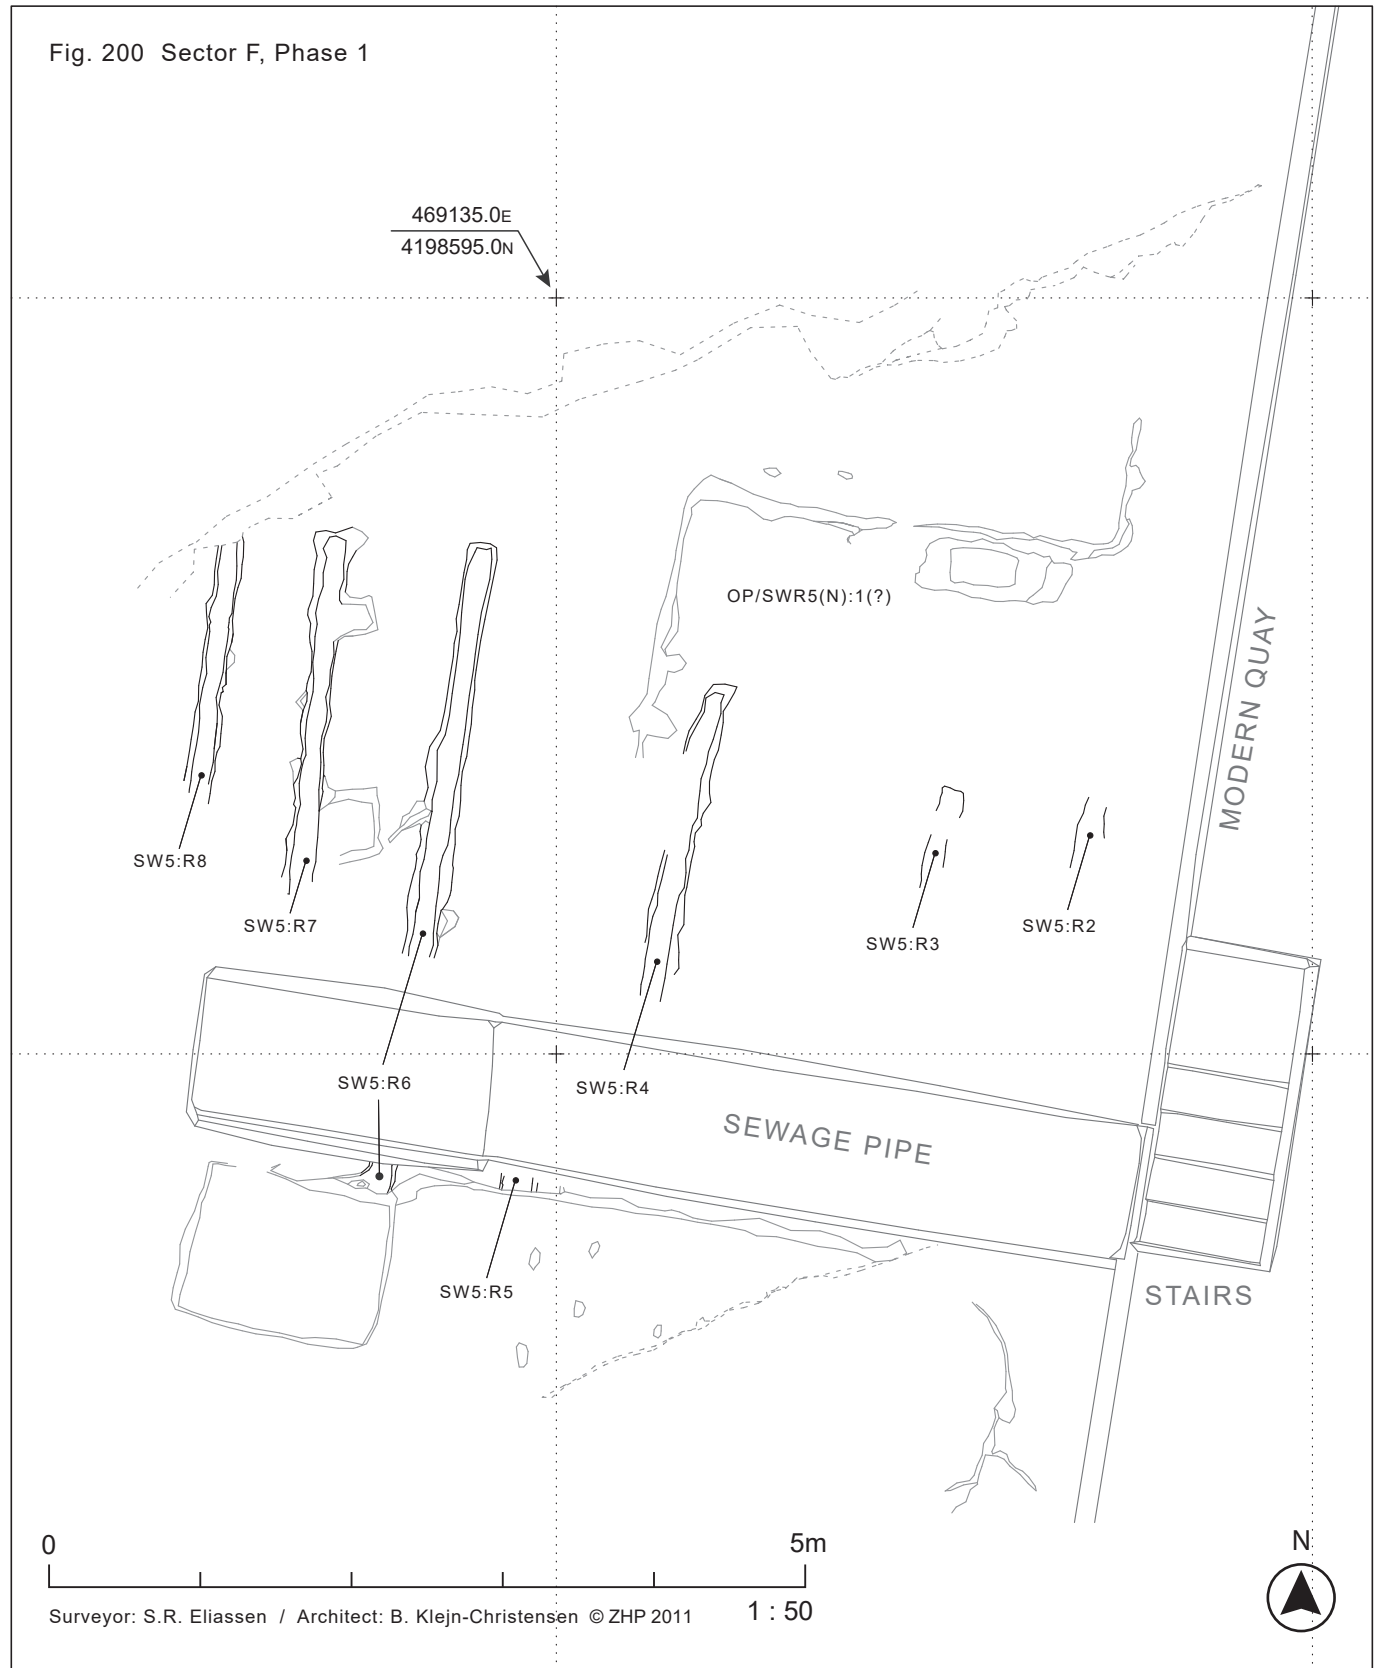 Fig. 200 Sector F, Phase 1
469135.0E
4198595.0N
OP/SWR5(N):1(?)
MODERN QUAY
SW5:R8
SW5:R7
SW5:R3
SW5:R2
SW5:R6
SW5:R4
SEWAGE PIPE
SW5:R5
STAIRS
0
5m
N
Surveyor: S.R. Eliassen / Architect: B. Klejn-Christensen © ZHP 2011
1 : 50